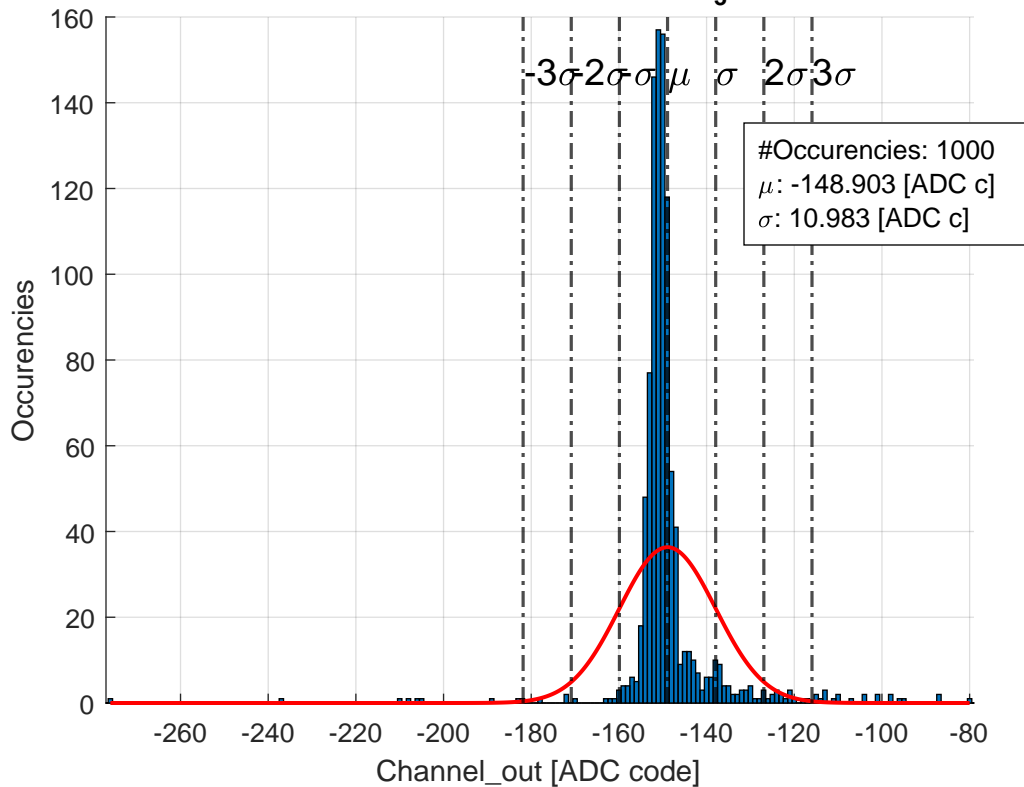 160
-3σ
-2σ
-σ
μ
σ
2σ
3σ
140
#Occurencies: 1000
μ: -148.903 [ADC c]
σ: 10.983 [ADC c]
120
100
80
60
40
20
0
Occurencies
-260
-240
-220
-200
-180
-160
-140
-120
-100
-80
Channel_out [ADC code]